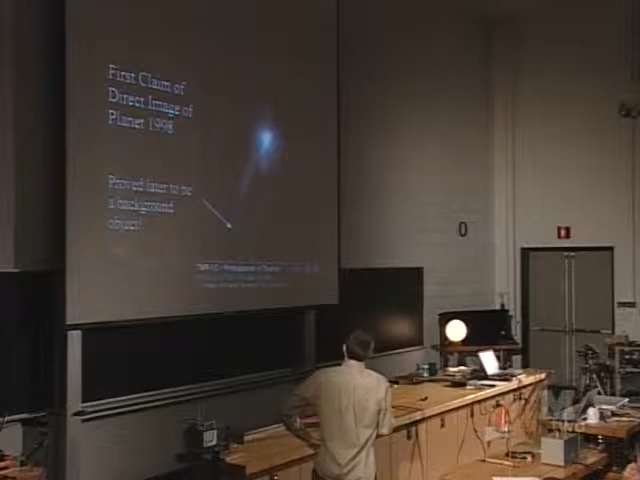 First Claim of
Direct Image of
Planet 1998
Proved later to be
a background
object!
0